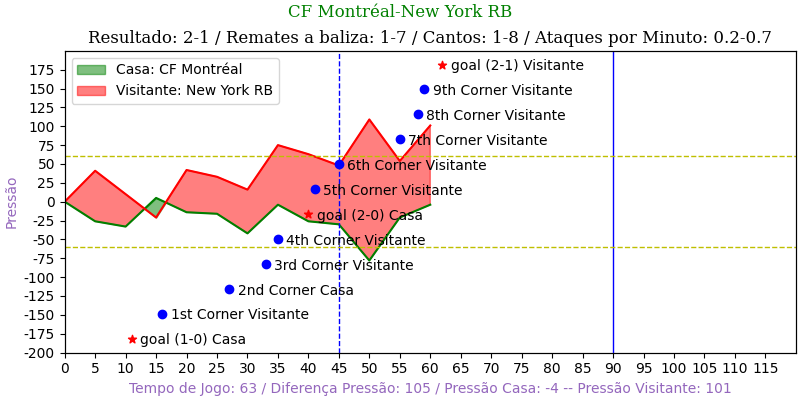 CF Montréal-New York RB
Resultado: 2-1 / Remates a baliza: 1-7 / Cantos: 1-8 / Ataques por Minuto: 0.2-0.7
Casa: CF Montréal
Visitante: New York RB
goal (2-1) Visitante
9th Corner Visitante
8th Corner Visitante
7th Corner Visitante
6th Corner Visitante
5th Corner Visitante
goal (2-0) Casa
4th Corner Visitante
3rd Corner Visitante
2nd Corner Casa
1st Corner Visitante
goal (1-0) Casa
Pressão
175
150
125
100
75
50
25
0
-25
-50
-75
-100
-125
-150
-175
-200
0 5 10 15 20 25 30 35 40 45 50 55 60 65 70 75 80 85 90 95 100 105 110 115
Tempo de Jogo: 63 / Diferença Pressão: 105 / Pressão Casa: -4 -- Pressão Visitante: 101